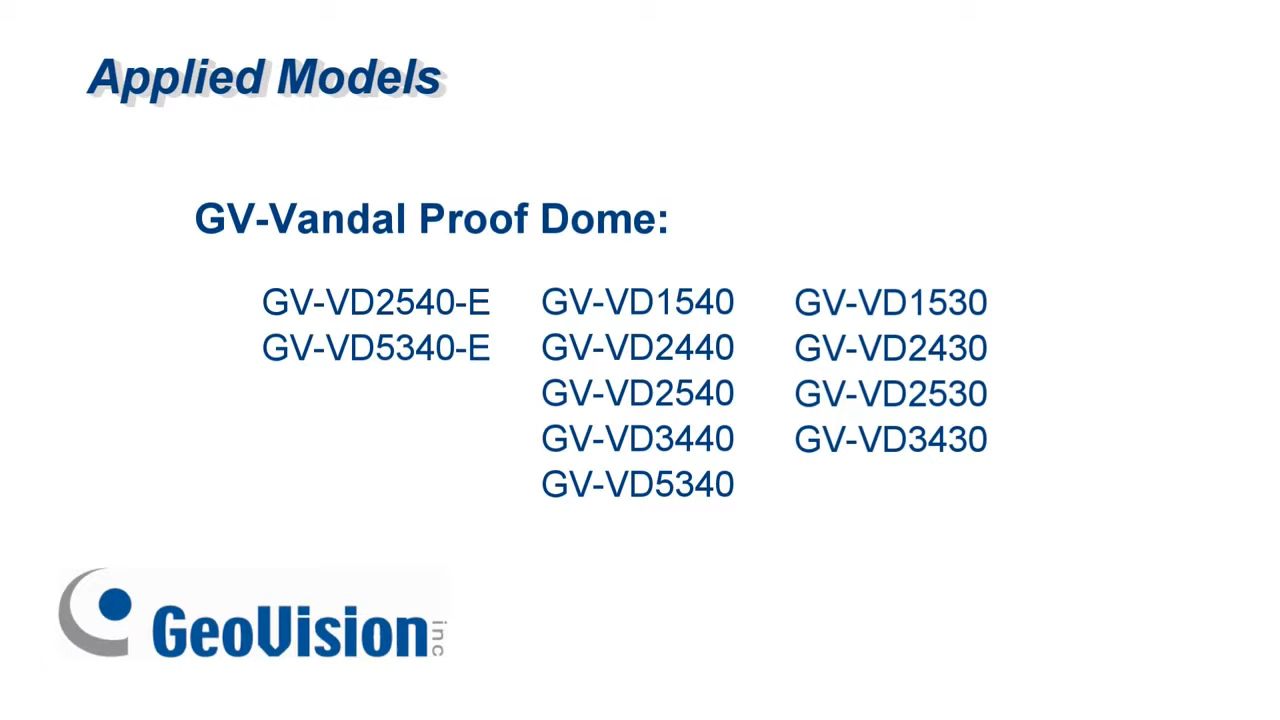 Applied Models
GV-Vandal Proof Dome:
GV-VD2540-E GV-VD1540 GV-VD1530
GV-VD5340-E GV-VD2440 GV-VD2430
GV-VD2540 GV-VD2530
GV-VD3440 GV-VD3430
GV-VD5340
GeoVision inc